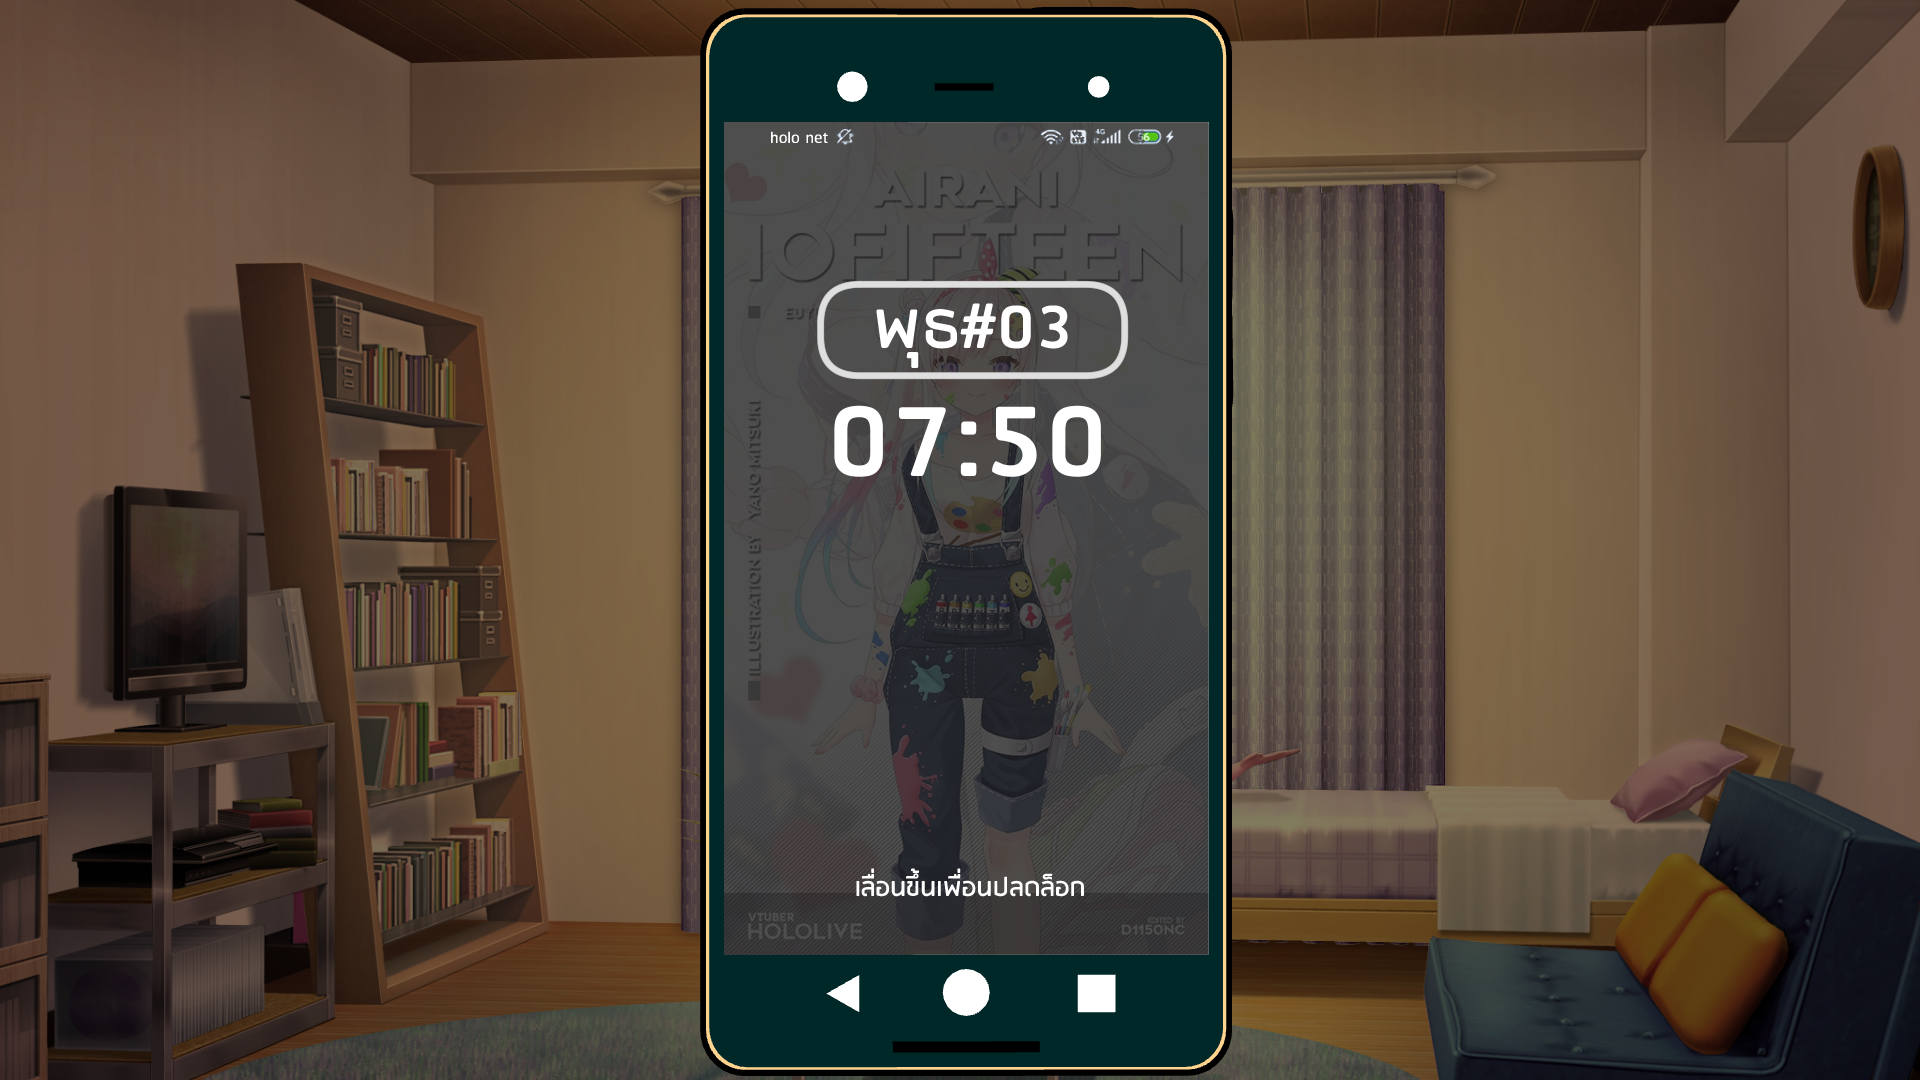 holo net
4G
56
AIRANI
IOFIFTEEN
พุธ#03
07:50
ILLUSTRATION BY YANO MITSUKI
เลื่อนขึ้นเพื่อนปลดล็อก
VTUBER
HOLOLIVE
EDITED BY
D1150NC